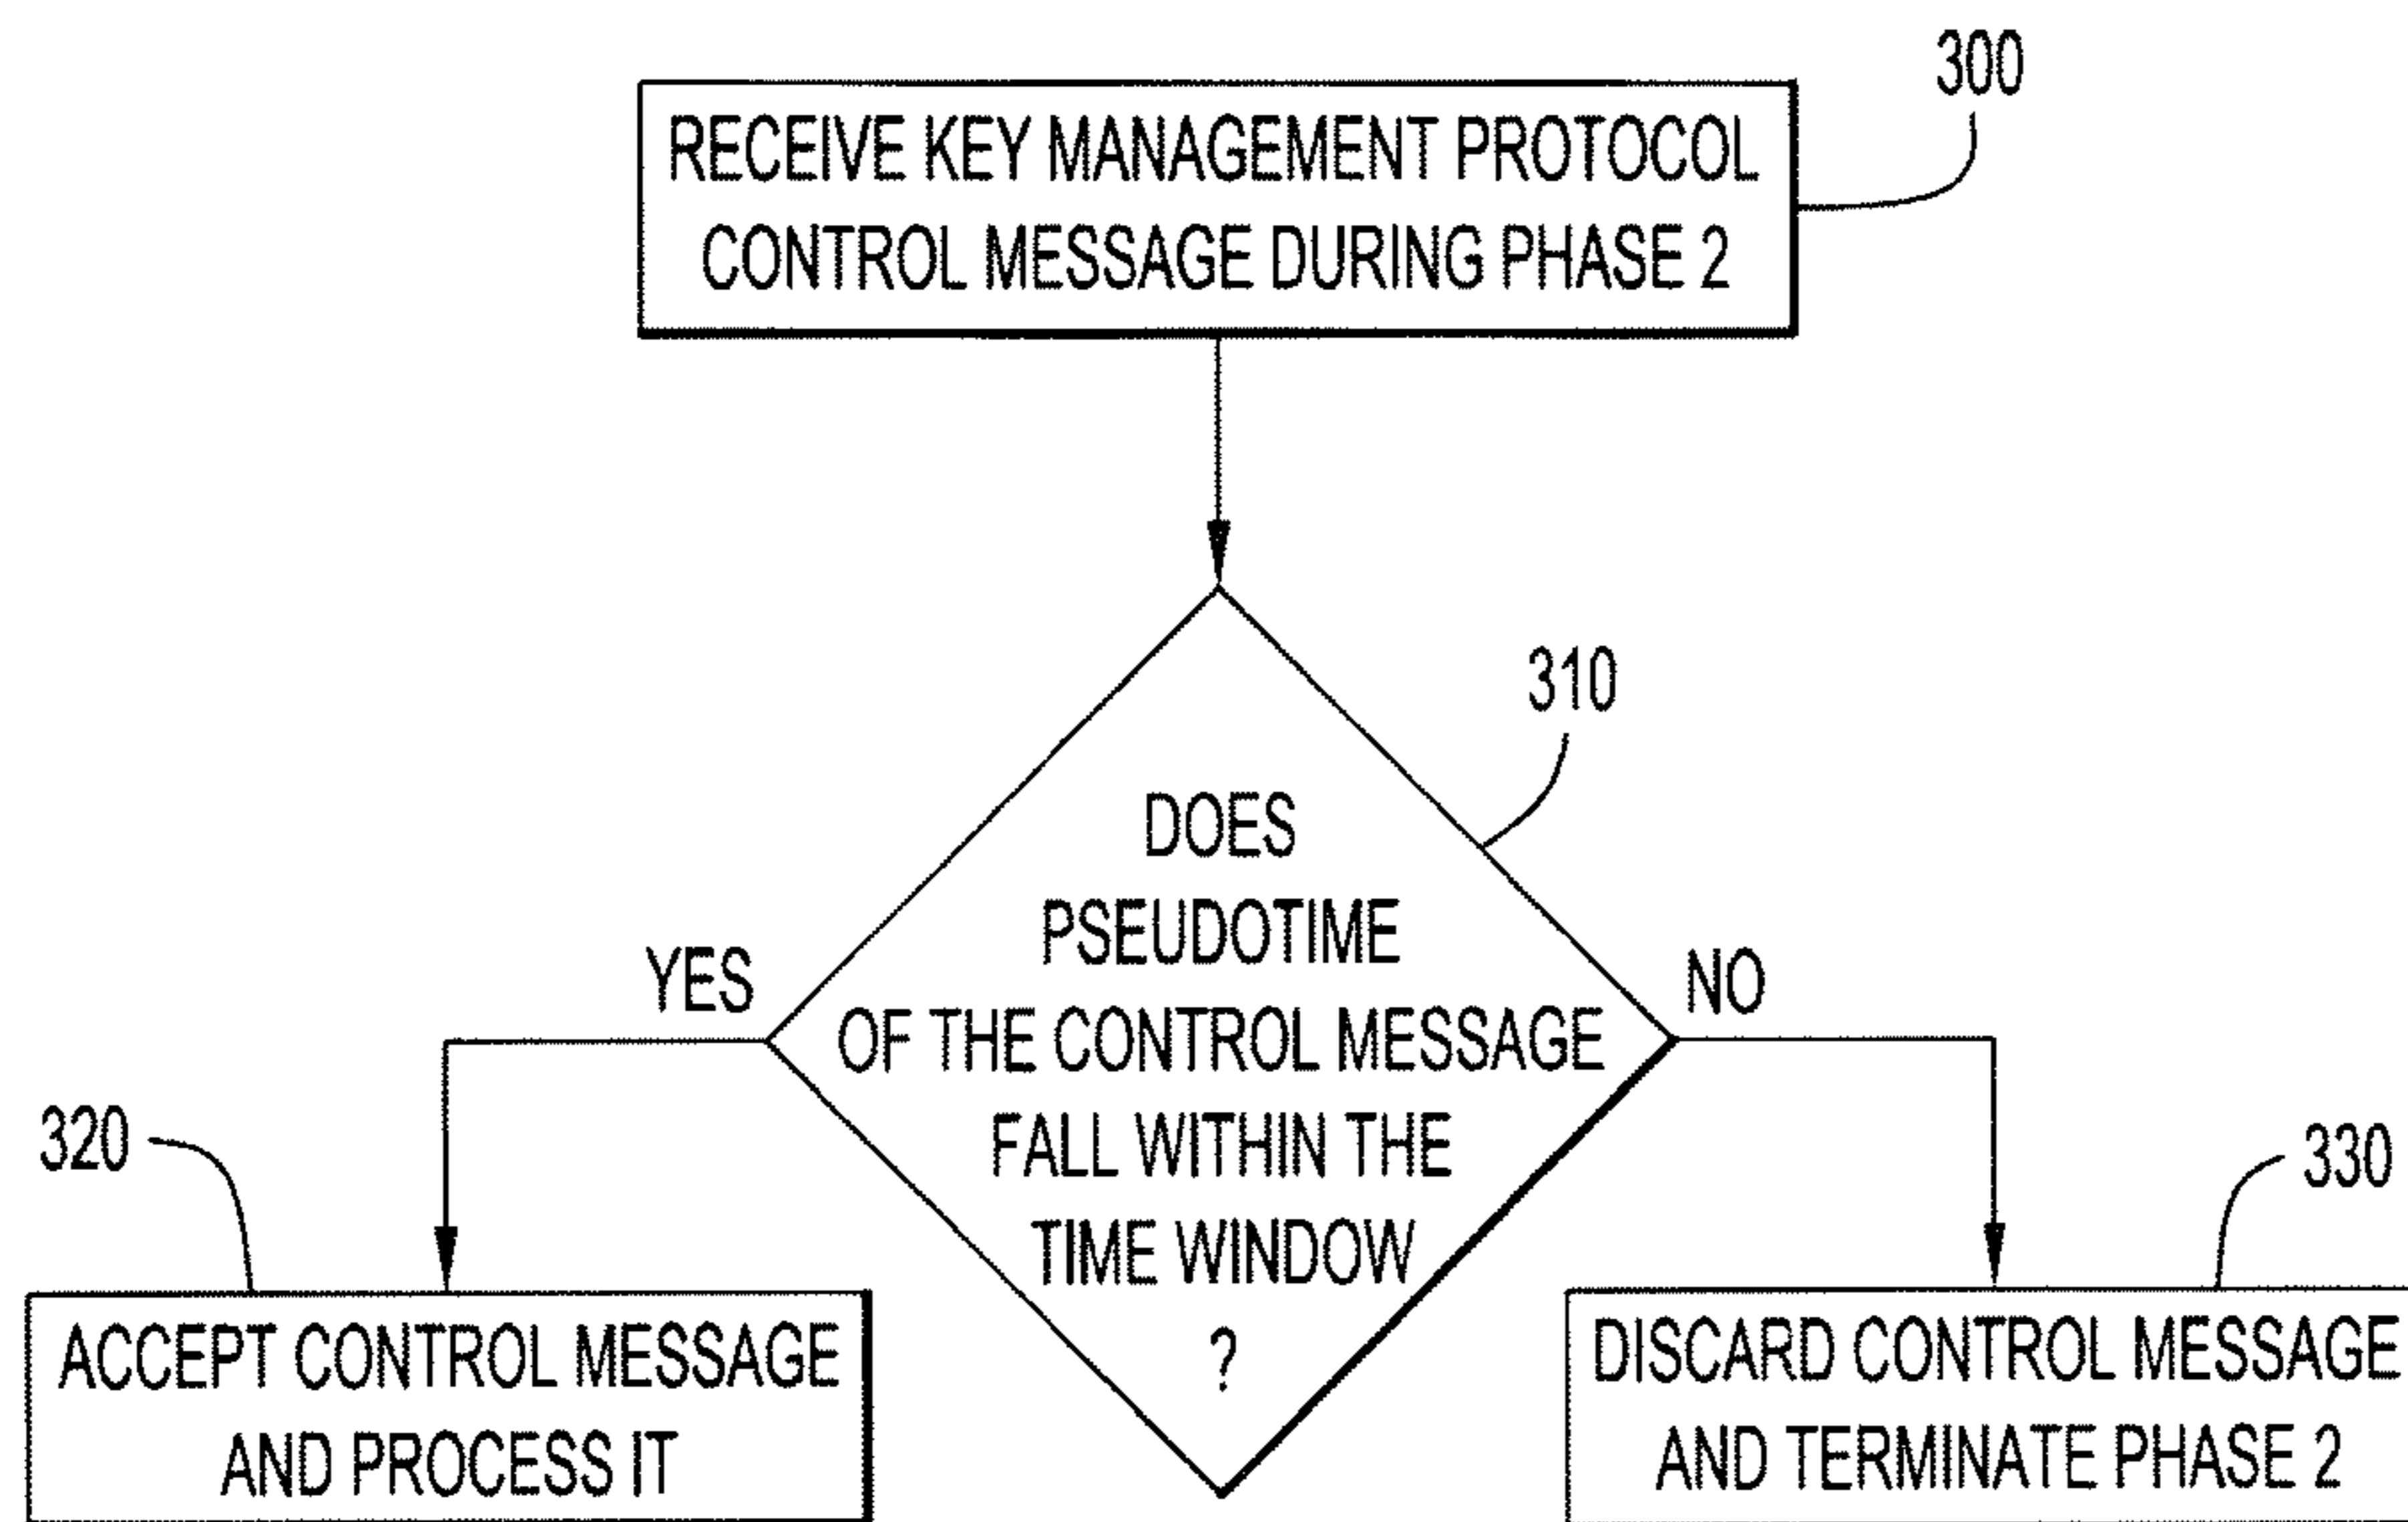 300
RECEIVE KEY MANAGEMENT PROTOCOL
CONTROL MESSAGE DURING PHASE 2
310
DOES
PSEUDOTIME
OF THE CONTROL MESSAGE
FALL WITHIN THE
TIME WINDOW
?
YES
NO
320
ACCEPT CONTROL MESSAGE
AND PROCESS IT
330
DISCARD CONTROL MESSAGE
AND TERMINATE PHASE 2